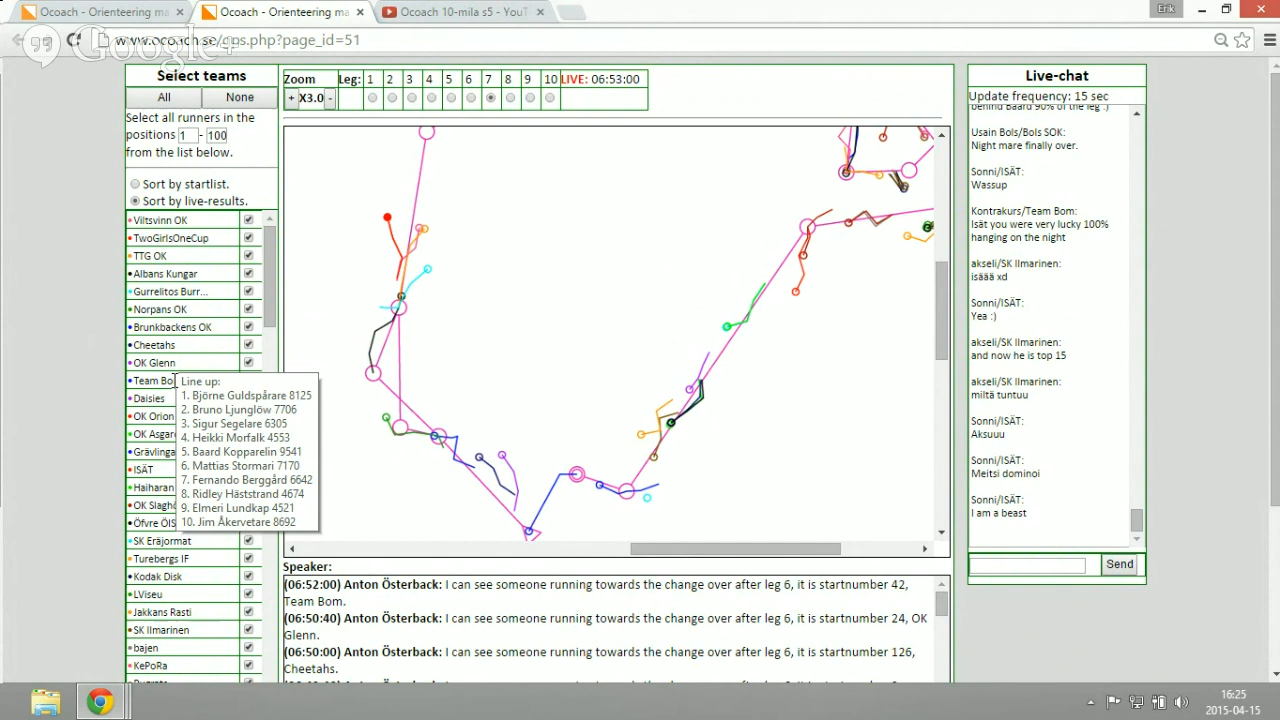 Ocoach - Orienteering ma
Ocoach - Orienteering ma
Ocoach 10-mila s5 - YouT
Erik
www.ocoach.se/cns.php?page_id=51
Google+
Select teams
All None
Select all runners in the
positions 1 - 100
from the list below.
Sort by startlist.
Sort by live-results.
Viltsvinn OK
TwoGirlsOneCup
TTG OK
Albans Kungar
Gurrelitos Burr...
Norpans OK
Brunkbackens OK
Cheetahs
OK Glenn
Team Bo
Daisies
OK Orion
OK Asgar
Grävlinga
ISÄT
Haiharan
OK Slagh
Öfvre ÖIS
SK Eräjormat
Turebergs IF
Kodak Disk
LViseu
Jakkans Rasti
SK Ilmarinen
bajen
KePoRa
Line up:
1. Björne Guldspårare 8125
2. Bruno Ljunglöw 7706
3. Sigur Segelare 6305
4. Heikki Morfalk 4553
5. Baard Kopparelin 9541
6. Mattias Stormari 7170
7. Fernando Berggård 6642
8. Ridley Häststrand 4674
9. Elmeri Lundkap 4521
10. Jim Åkervetare 8692
Zoom Leg: 1 2 3 4 5 6 7 8 9 10 LIVE: 06:53:00
+ X3.0 -
Speaker:
(06:52:00) Anton Österback: I can see someone running towards the change over after leg 6, it is startnumber 42,
Team Bom.
(06:50:40) Anton Österback: I can see someone running towards the change over after leg 6, it is startnumber 24, OK
Glenn.
(06:50:00) Anton Österback: I can see someone running towards the change over after leg 6, it is startnumber 126,
Cheetahs.
Live-chat
Update frequency: 15 sec
behind Baard 90% of the leg :)
Usain Bols/Bols SOK:
Night mare finally over.
Sonni/ISÄT:
Wassup
Kontrakurs/Team Bom:
Isät you were very lucky 100%
hanging on the night
akseli/SK Ilmarinen:
isäää xd
Sonni/ISÄT:
Yea :)
akseli/SK Ilmarinen:
and now he is top 15
akseli/SK Ilmarinen:
miltä tuntuu
Sonni/ISÄT:
Aksuuu
Sonni/ISÄT:
Meitsi dominoi
Sonni/ISÄT:
I am a beast
Send
16:25
2015-04-15